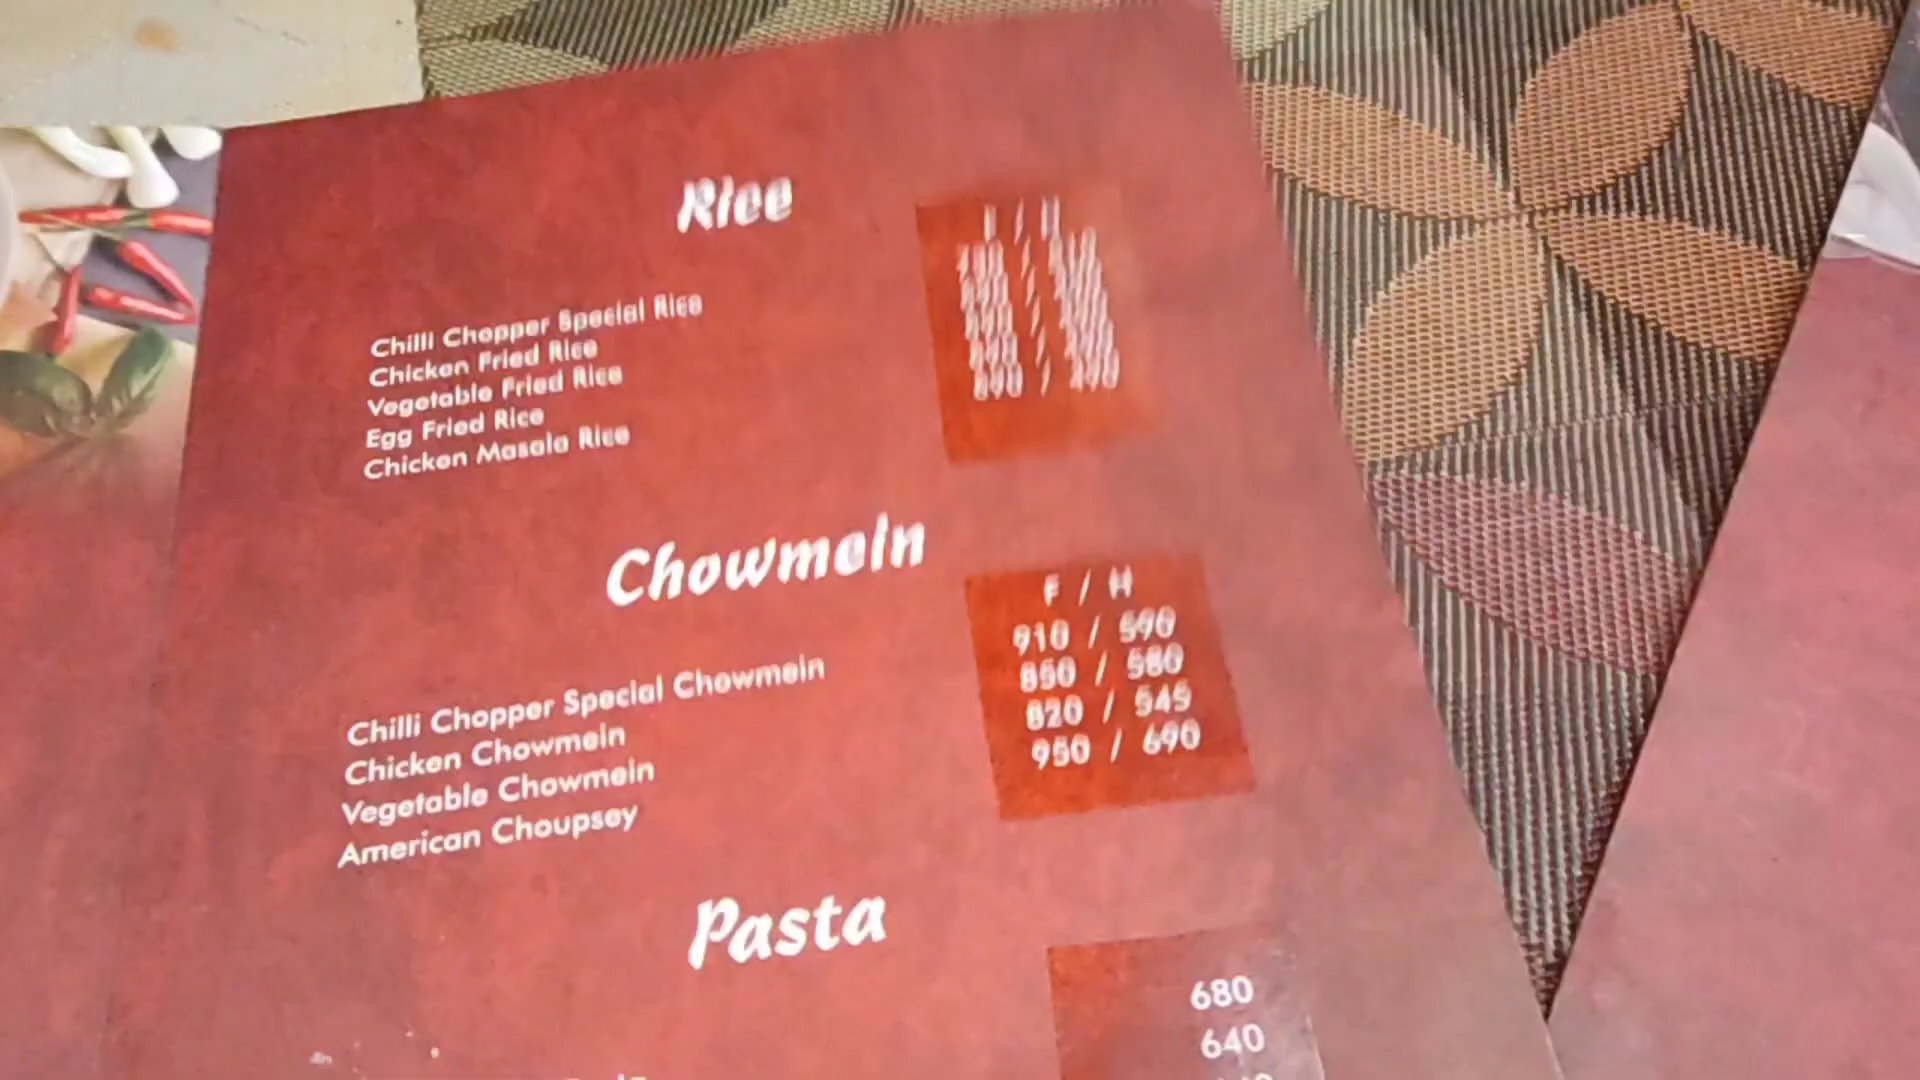 Rice
Chilli Chopper Special Rice
Chicken Fried Rice
Vegetable Fried Rice
Egg Fried Rice
Chicken Masala Rice
Chowmein
F / H
Chilli Chopper Special Chowmein 910 / 590
Chicken Chowmein 850 / 580
Vegetable Chowmein 820 / 545
American Choupsey 950 / 690
Pasta
680
640